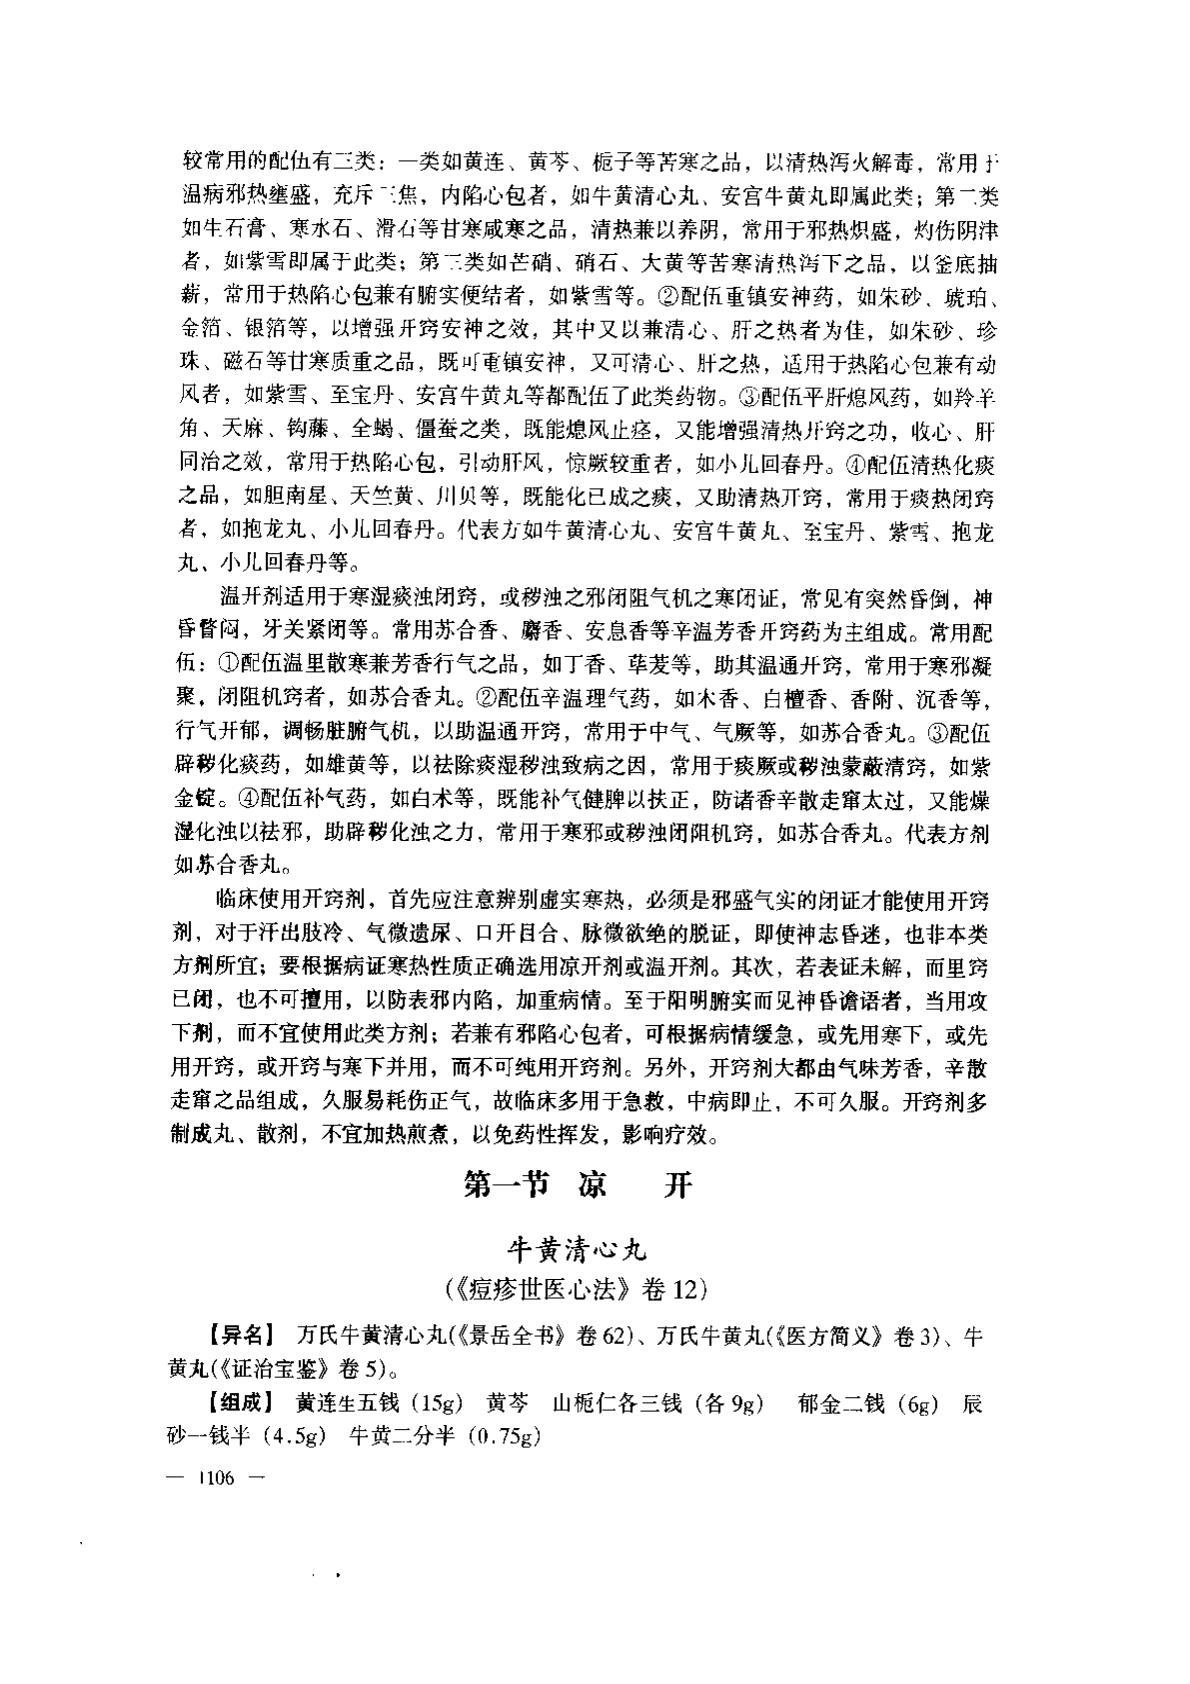 较常用的配伍有三类：一类如黄连、黄芩、栀子等苦寒之品，以清热泻火解毒，常用于
温病邪热壅盛，充斥三焦，内陷心包者，如牛黄清心丸、安宫牛黄丸即属此类；第二类
如生石膏、寒水石、滑石等甘寒咸寒之品，清热兼以养阴，常用于邪热炽盛，灼伤阴津
者，如紫雪即属于此类；第三类如芒硝、硝石、大黄等苦寒清热泻下之品，以釜底抽
薪，常用于热陷心包兼有腑实便结者，如紫雪等。②配伍重镇安神药，如朱砂、琥珀、
金箔、银箔等，以增强开窍安神之效，其中又以兼清心、肝之热者为佳，如朱砂、珍
珠、磁石等甘寒质重之品，既可重镇安神，又可清心、肝之热，适用于热陷心包兼有动
风者，如紫雪、至宝丹、安宫牛黄丸等都配伍了此类药物。③配伍平肝熄风药，如羚羊
角、天麻、钩藤、全蝎、僵蚕之类，既能熄风止痉，又能增强清热开窍之功，收心、肝
同治之效，常用于热陷心包，引动肝风，惊厥较重者，如小儿回春丹。④配伍清热化痰
之品，如胆南星、天竺黄、川贝等，既能化已成之痰，又助清热开窍，常用于痰热闭窍
者，如抱龙丸、小儿回春丹。代表方如牛黄清心丸、安宫牛黄丸、至宝丹、紫雪、抱龙
丸、小儿回春丹等。
温开剂适用于寒湿痰浊闭窍，或秽浊之邪闭阻气机之寒闭证，常见有突然昏倒，神
昏瞀闷，牙关紧闭等。常用苏合香、麝香、安息香等辛温芳香开窍药为主组成。常用配
伍：①配伍温里散寒兼芳香行气之品，如丁香、荜茇等，助其温通开窍，常用于寒邪凝
聚，闭阻机窍者，如苏合香丸。②配伍辛温理气药，如木香、白檀香、香附、沉香等，
行气开郁，调畅脏腑气机，以助温通开窍，常用于中气、气厥等，如苏合香丸。③配伍
辟秽化痰药，如雄黄等，以祛除痰湿秽浊致病之因，常用于痰厥或秽浊蒙蔽清窍，如紫
金锭。④配伍补气药，如白术等，既能补气健脾以扶正，防诸香辛散走窜太过，又能燥
湿化浊以祛邪，助辟秽化浊之力，常用于寒邪或秽浊闭阻机窍，如苏合香丸。代表方剂
如苏合香丸。
临床使用开窍剂，首先应注意辨别虚实寒热，必须是邪盛气实的闭证才能使用开窍
剂，对于汗出肢冷、气微遗尿、口开目合、脉微欲绝的脱证，即使神志昏迷，也非本类
方剂所宜；要根据病证寒热性质正确选用凉开剂或温开剂。其次，若表证未解，而里窍
已闭，也不可擅用，以防表邪内陷，加重病情。至于阳明腑实而见神昏谵语者，当用攻
下剂，而不宜使用此类方剂；若兼有邪陷心包者，可根据病情缓急，或先用寒下，或先
用开窍，或开窍与寒下并用，而不可纯用开窍剂。另外，开窍剂大都由气味芳香，辛散
走窜之品组成，久服易耗伤正气，故临床多用于急救，中病即止，不可久服。开窍剂多
制成丸、散剂，不宜加热煎煮，以免药性挥发，影响疗效。
第一节 凉 开
牛黄清心丸
（《痘疹世医心法》卷 12）
【异名】 万氏牛黄清心丸(《景岳全书》卷 62)、万氏牛黄丸(《医方简义》卷 3)、牛
黄丸(《证治宝鉴》卷 5)。
【组成】 黄连生五钱（15g） 黄芩 山栀仁各三钱（各 9g） 郁金二钱（6g） 辰
砂一钱半（4.5g） 牛黄二分半（0.75g）
— 1106 —